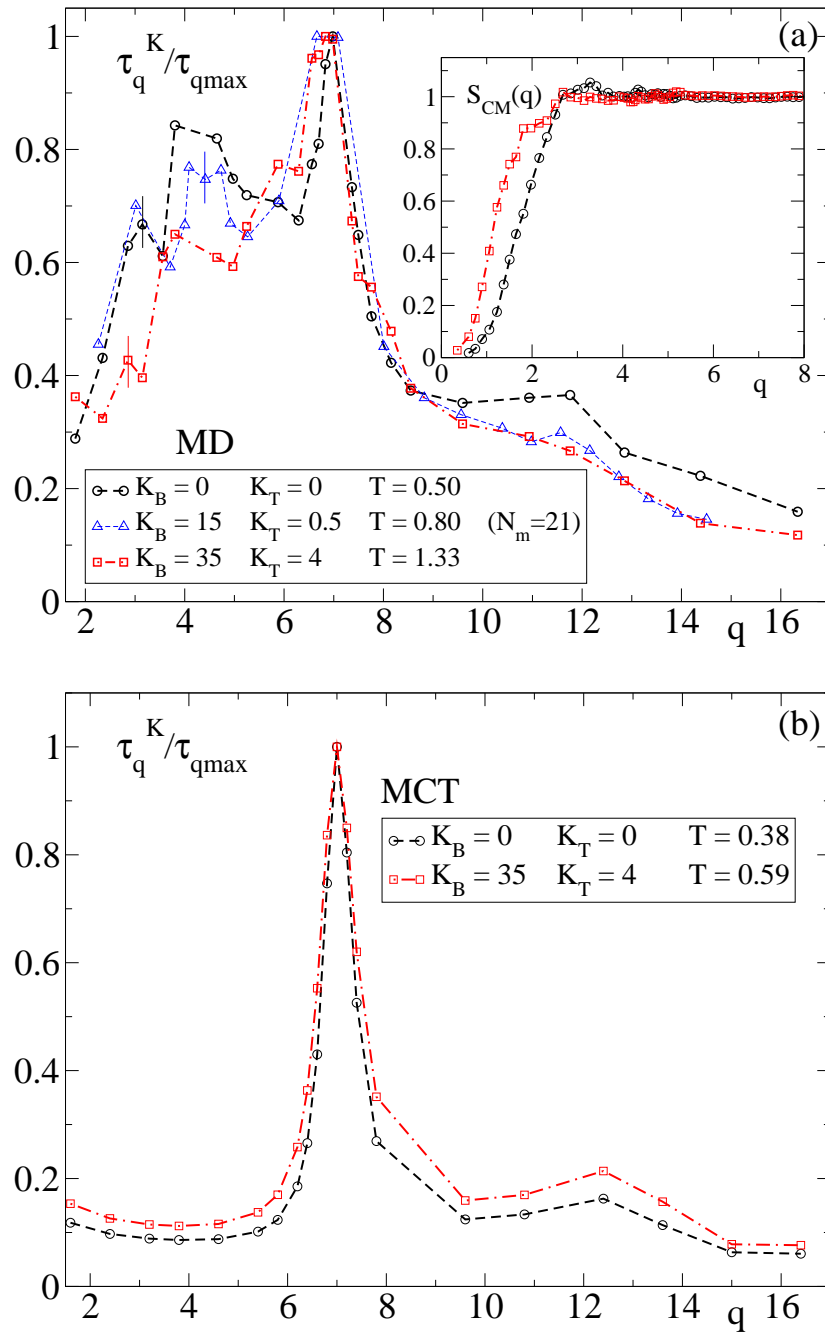 (a)
τ_q^K/τ_qmax
1
0.8
0.6
0.4
0.2
0
S_CM(q)
1
0.8
0.6
0.4
0.2
0
0 2 4 6 8
q
MD
K_B = 0 K_T = 0 T = 0.50
K_B = 15 K_T = 0.5 T = 0.80 (N_m=21)
K_B = 35 K_T = 4 T = 1.33
2 4 6 8 10 12 14 16
q
(b)
τ_q^K/τ_qmax
1
0.8
0.6
0.4
0.2
0
MCT
K_B = 0 K_T = 0 T = 0.38
K_B = 35 K_T = 4 T = 0.59
2 4 6 8 10 12 14 16
q